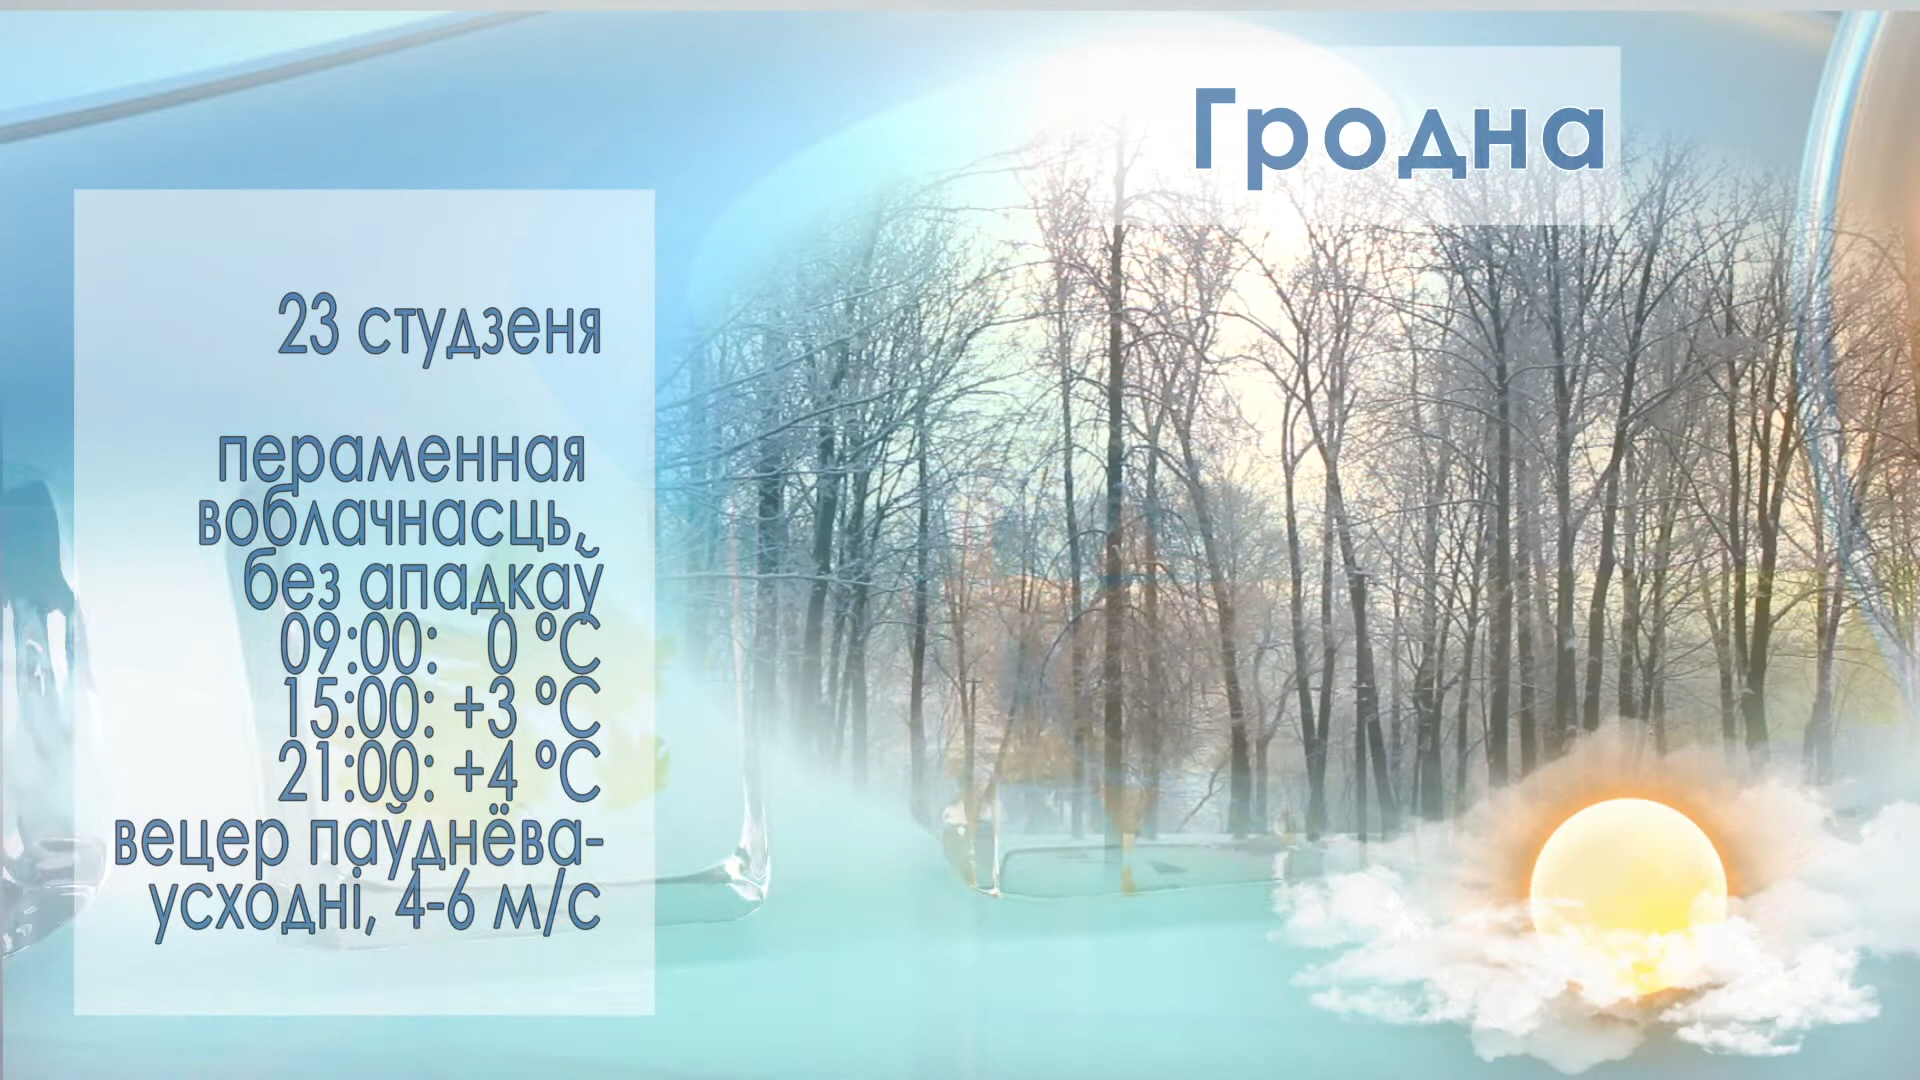 Гродна
23 студзеня
пераменная
воблачнасць,
без ападкаў
09:00: 0 °C
15:00: +3 °C
21:00: +4 °C
вецер паўднёва-
усходні, 4-6 м/с